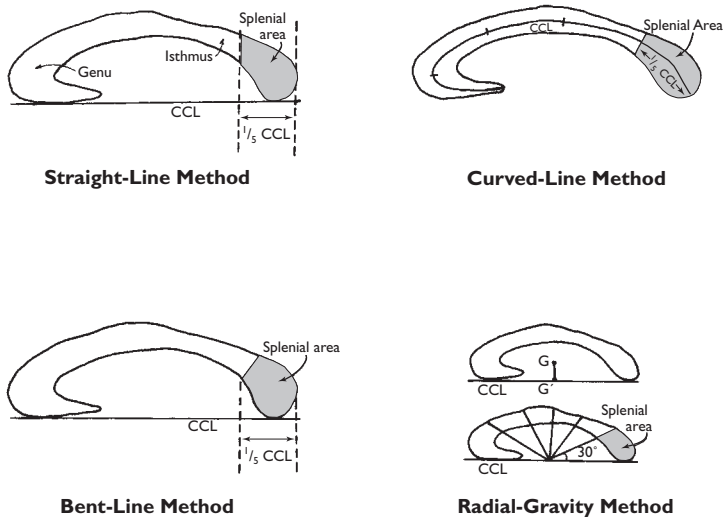 Splenial
area
Isthmus
Genu
CCL
1/5 CCL
Straight-Line Method
Splenial Area
CCL
1/5 CCL
Curved-Line Method
Splenial area
CCL
1/5 CCL
Bent-Line Method
G
CCL
G´
Splenial
area
30°
CCL
Radial-Gravity Method